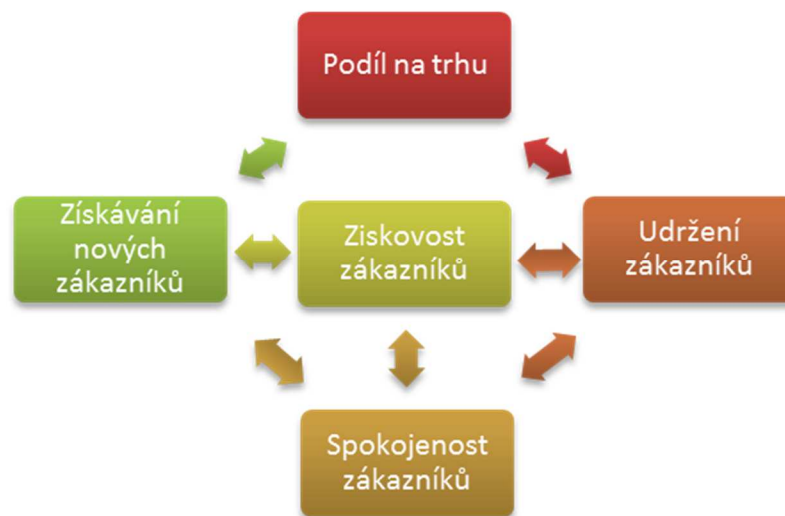 Podíl na trhu
Získávání
nových
zákazníků
Ziskovost
zákazníků
Udržení
zákazníků
Spokojenost
zákazníků